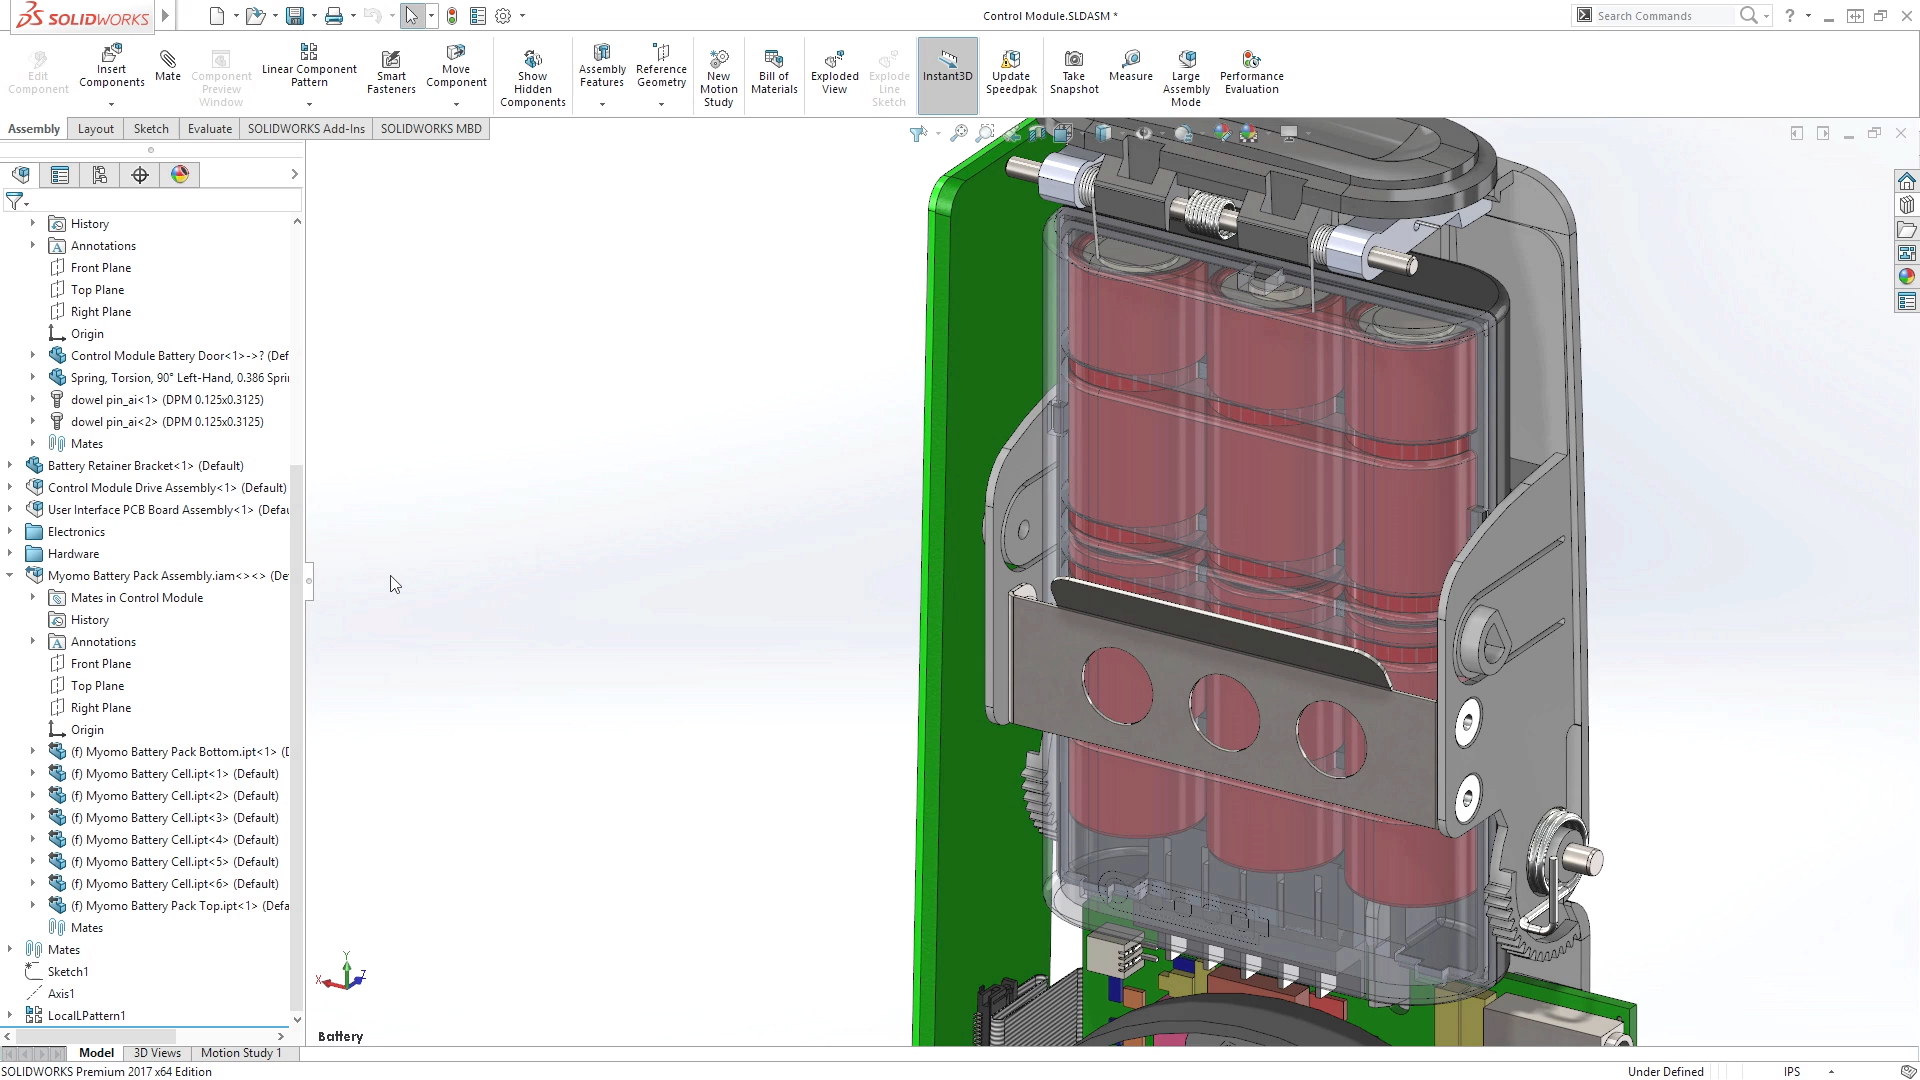 SOLIDWORKS
Control Module.SLDASM *
Search Commands
?
Edit
Component
Insert
Components
Mate
Component
Preview
Window
Linear Component
Pattern
Smart
Fasteners
Move
Component
Show
Hidden
Components
Assembly
Features
Reference
Geometry
New
Motion
Study
Bill of
Materials
Exploded
View
Explode
Line
Sketch
Instant3D
Update
Speedpak
Take
Snapshot
Measure
Large
Assembly
Mode
Performance
Evaluation
Assembly
Layout
Sketch
Evaluate
SOLIDWORKS Add-Ins
SOLIDWORKS MBD
History
Annotations
Front Plane
Top Plane
Right Plane
Origin
Control Module Battery Door<1>->? (Def
Spring, Torsion, 90° Left-Hand, 0.386 Spri
dowel pin_ai<1> (DPM 0.125x0.3125)
dowel pin_ai<2> (DPM 0.125x0.3125)
Mates
Battery Retainer Bracket<1> (Default)
Control Module Drive Assembly<1> (Default)
User Interface PCB Board Assembly<1> (Defau
Electronics
Hardware
Myomo Battery Pack Assembly.iam<><> (De
Mates in Control Module
History
Annotations
Front Plane
Top Plane
Right Plane
Origin
(f) Myomo Battery Pack Bottom.ipt<1> (D
(f) Myomo Battery Cell.ipt<1> (Default)
(f) Myomo Battery Cell.ipt<2> (Default)
(f) Myomo Battery Cell.ipt<3> (Default)
(f) Myomo Battery Cell.ipt<4> (Default)
(f) Myomo Battery Cell.ipt<5> (Default)
(f) Myomo Battery Cell.ipt<6> (Default)
(f) Myomo Battery Pack Top.ipt<1> (Defa
Mates
Mates
Sketch1
Axis1
LocalLPattern1
Y
X
Z
Battery
Model
3D Views
Motion Study 1
SOLIDWORKS Premium 2017 x64 Edition
Under Defined
IPS